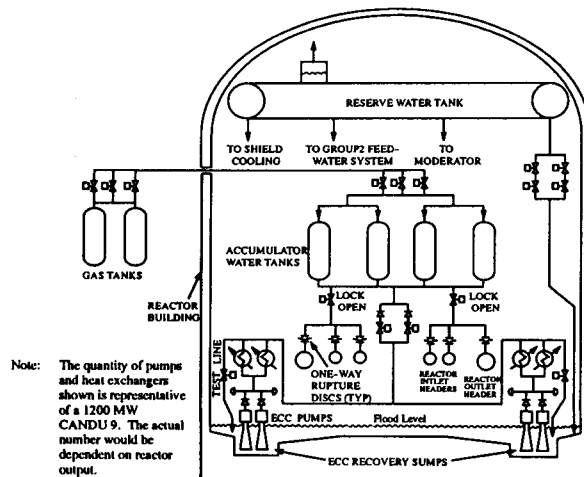 RESERVE WATER TANK
TO SHIELD
COOLING
TO GROUP2 FEED-
WATER SYSTEM
TO
MODERATOR
GAS TANKS
ACCUMULATOR
WATER TANKS
REACTOR
BUILDING
LOCK
OPEN
LOCK
OPEN
TEST LINE
ONE-WAY
RUPTURE
DISCS (TYP)
REACTOR
INLET
HEADERS
REACTOR
OUTLET
HEADER
ECC PUMPS
Flood Level
ECC RECOVERY SUMPS
Note: The quantity of pumps
and heat exchangers
shown is representative
of a 1200 MW
CANDU 9. The actual
number would be
dependent on reactor
output.